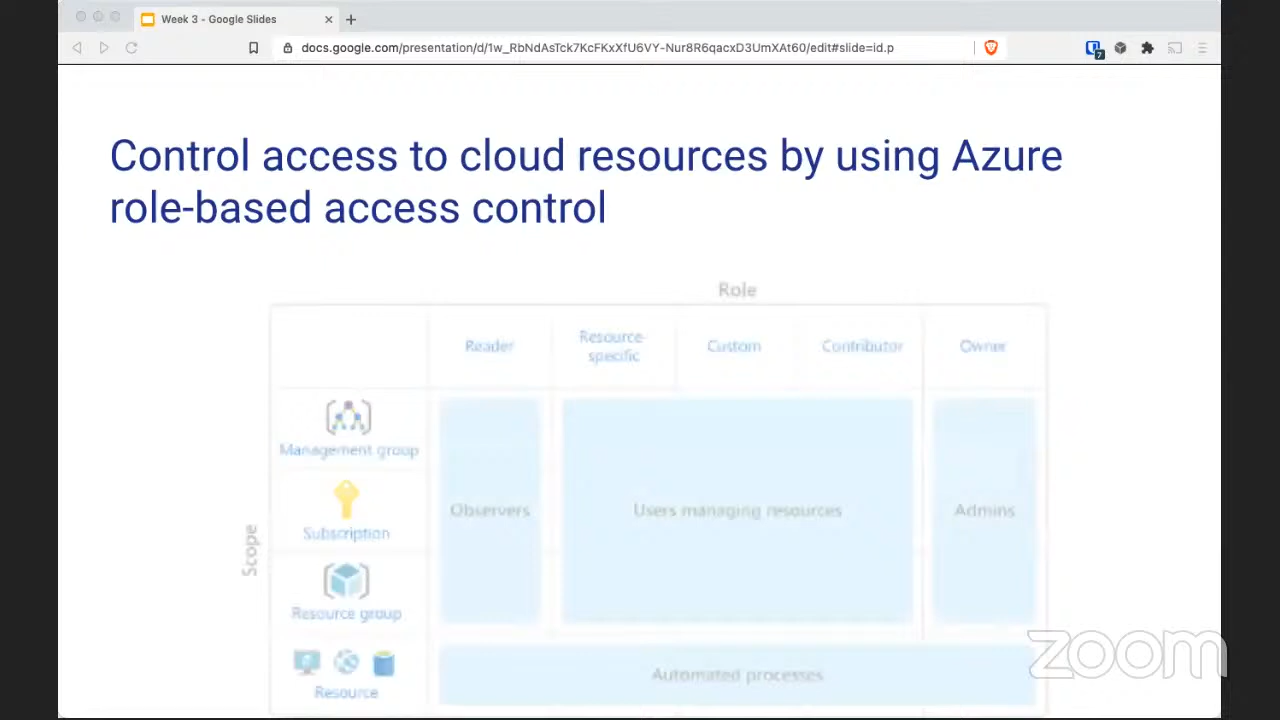 Week 3 - Google Slides
docs.google.com/presentation/d/1w_RbNdAsTck7KcFKxXfU6VY-Nur8R6qacxD3UmXAt60/edit#slide=id.p
7
Control access to cloud resources by using Azure
role-based access control
Role
Reader
Resource-
specific
Custom
Contributor
Owner
Scope
Management group
Subscription
Resource group
Resource
Observers
Users managing resources
Admins
Automated processes
zoom